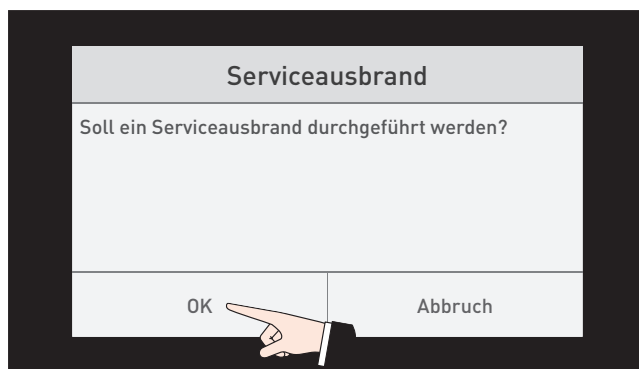 Serviceausbrand
Soll ein Serviceausbrand durchgeführt werden?
OK
Abbruch